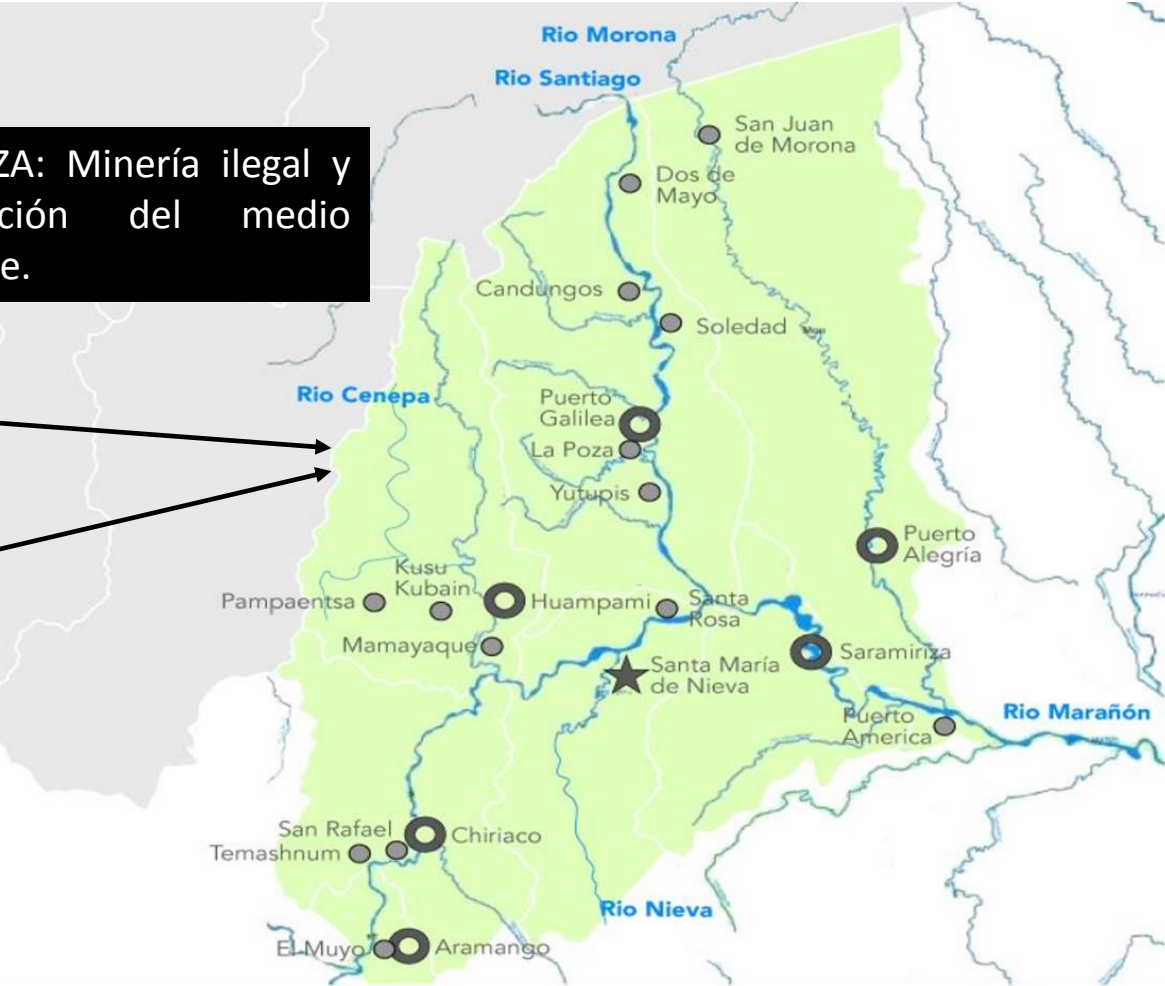 Rio Morona
Rio Santiago
San Juan
de Morona
ZA: Minería ilegal y
ción del medio
e.
Dos de
Mayo
Candungos
Soledad
Rio Cenepa
Puerto
Galilea
La Poza
Yutupis
Puerto
Alegría
Kusu
Kubain
Pampaentsa
Huampami
Santa
Rosa
Mamayaque
Saramiriza
Santa María
de Nieva
Puerto
America
Rio Marañón
San Rafael
Chiriaco
Temashnum
Rio Nieva
El Muyo
Aramango